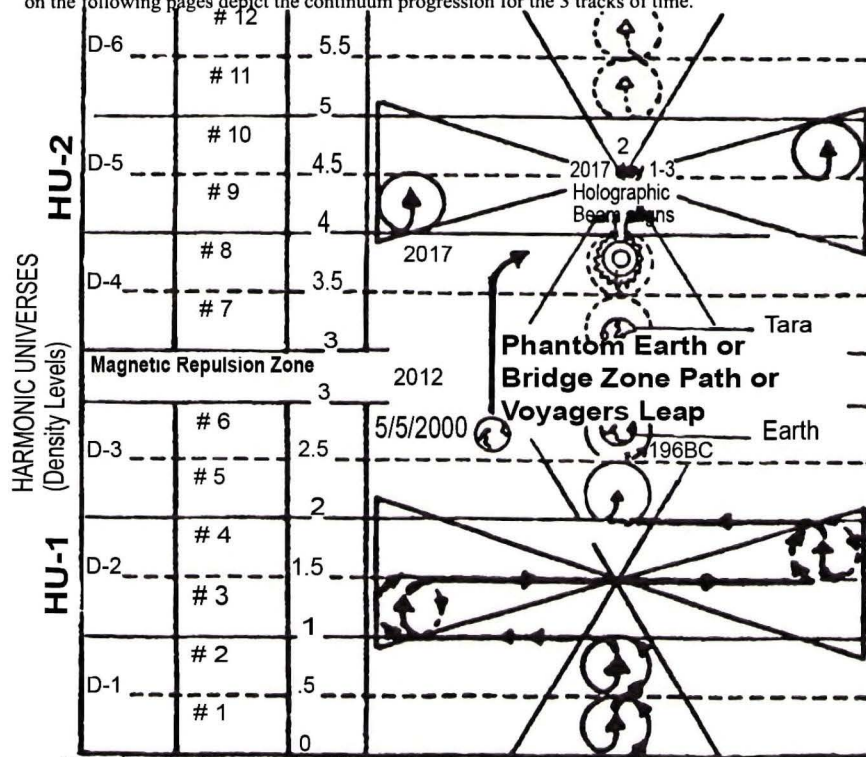 on the following pages depict the continuum progression for the 3 tracks of time.
HARMONIC UNIVERSES
(Density Levels)
HU-2
HU-1
# 12
D-6
5.5
# 11
5
# 10
D-5
4.5
# 9
4
# 8
D-4
3.5
# 7
3
Magnetic Repulsion Zone
3
# 6
D-3
2.5
# 5
2
# 4
D-2
1.5
# 3
1
# 2
D-1
.5
# 1
0
2
2017
1-3
Holographic
Beam
2017
Tara
Phantom Earth or
Bridge Zone Path or
Voyagers Leap
2012
5/5/2000
Earth
196BC